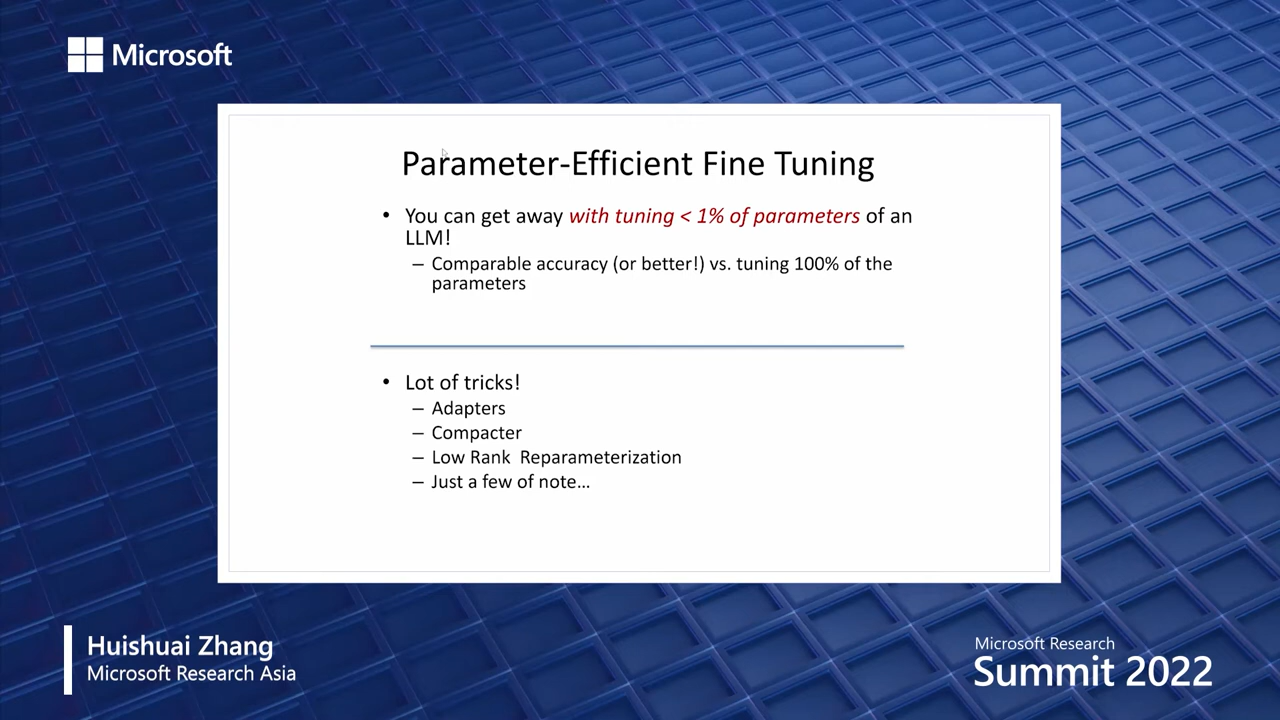 Microsoft
Parameter-Efficient Fine Tuning
• You can get away with tuning < 1% of parameters of an
LLM!
– Comparable accuracy (or better!) vs. tuning 100% of the
parameters
• Lot of tricks!
– Adapters
– Compacter
– Low Rank Reparameterization
– Just a few of note…
Huishuai Zhang
Microsoft Research Asia
Microsoft Research
Summit 2022